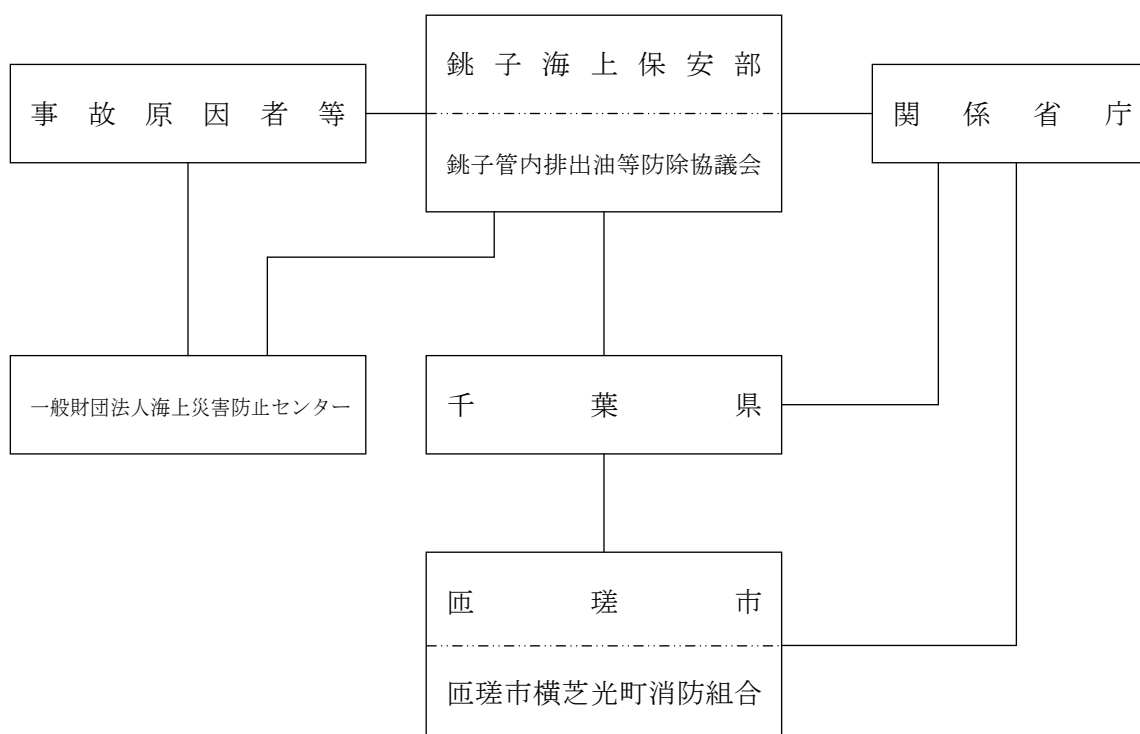 銚子海上保安部
事故原因者等
関係省庁
銚子管内排出油等防除協議会
一般財団法人海上災害防止センター
千葉県
匝瑳市
匝瑳市横芝光町消防組合